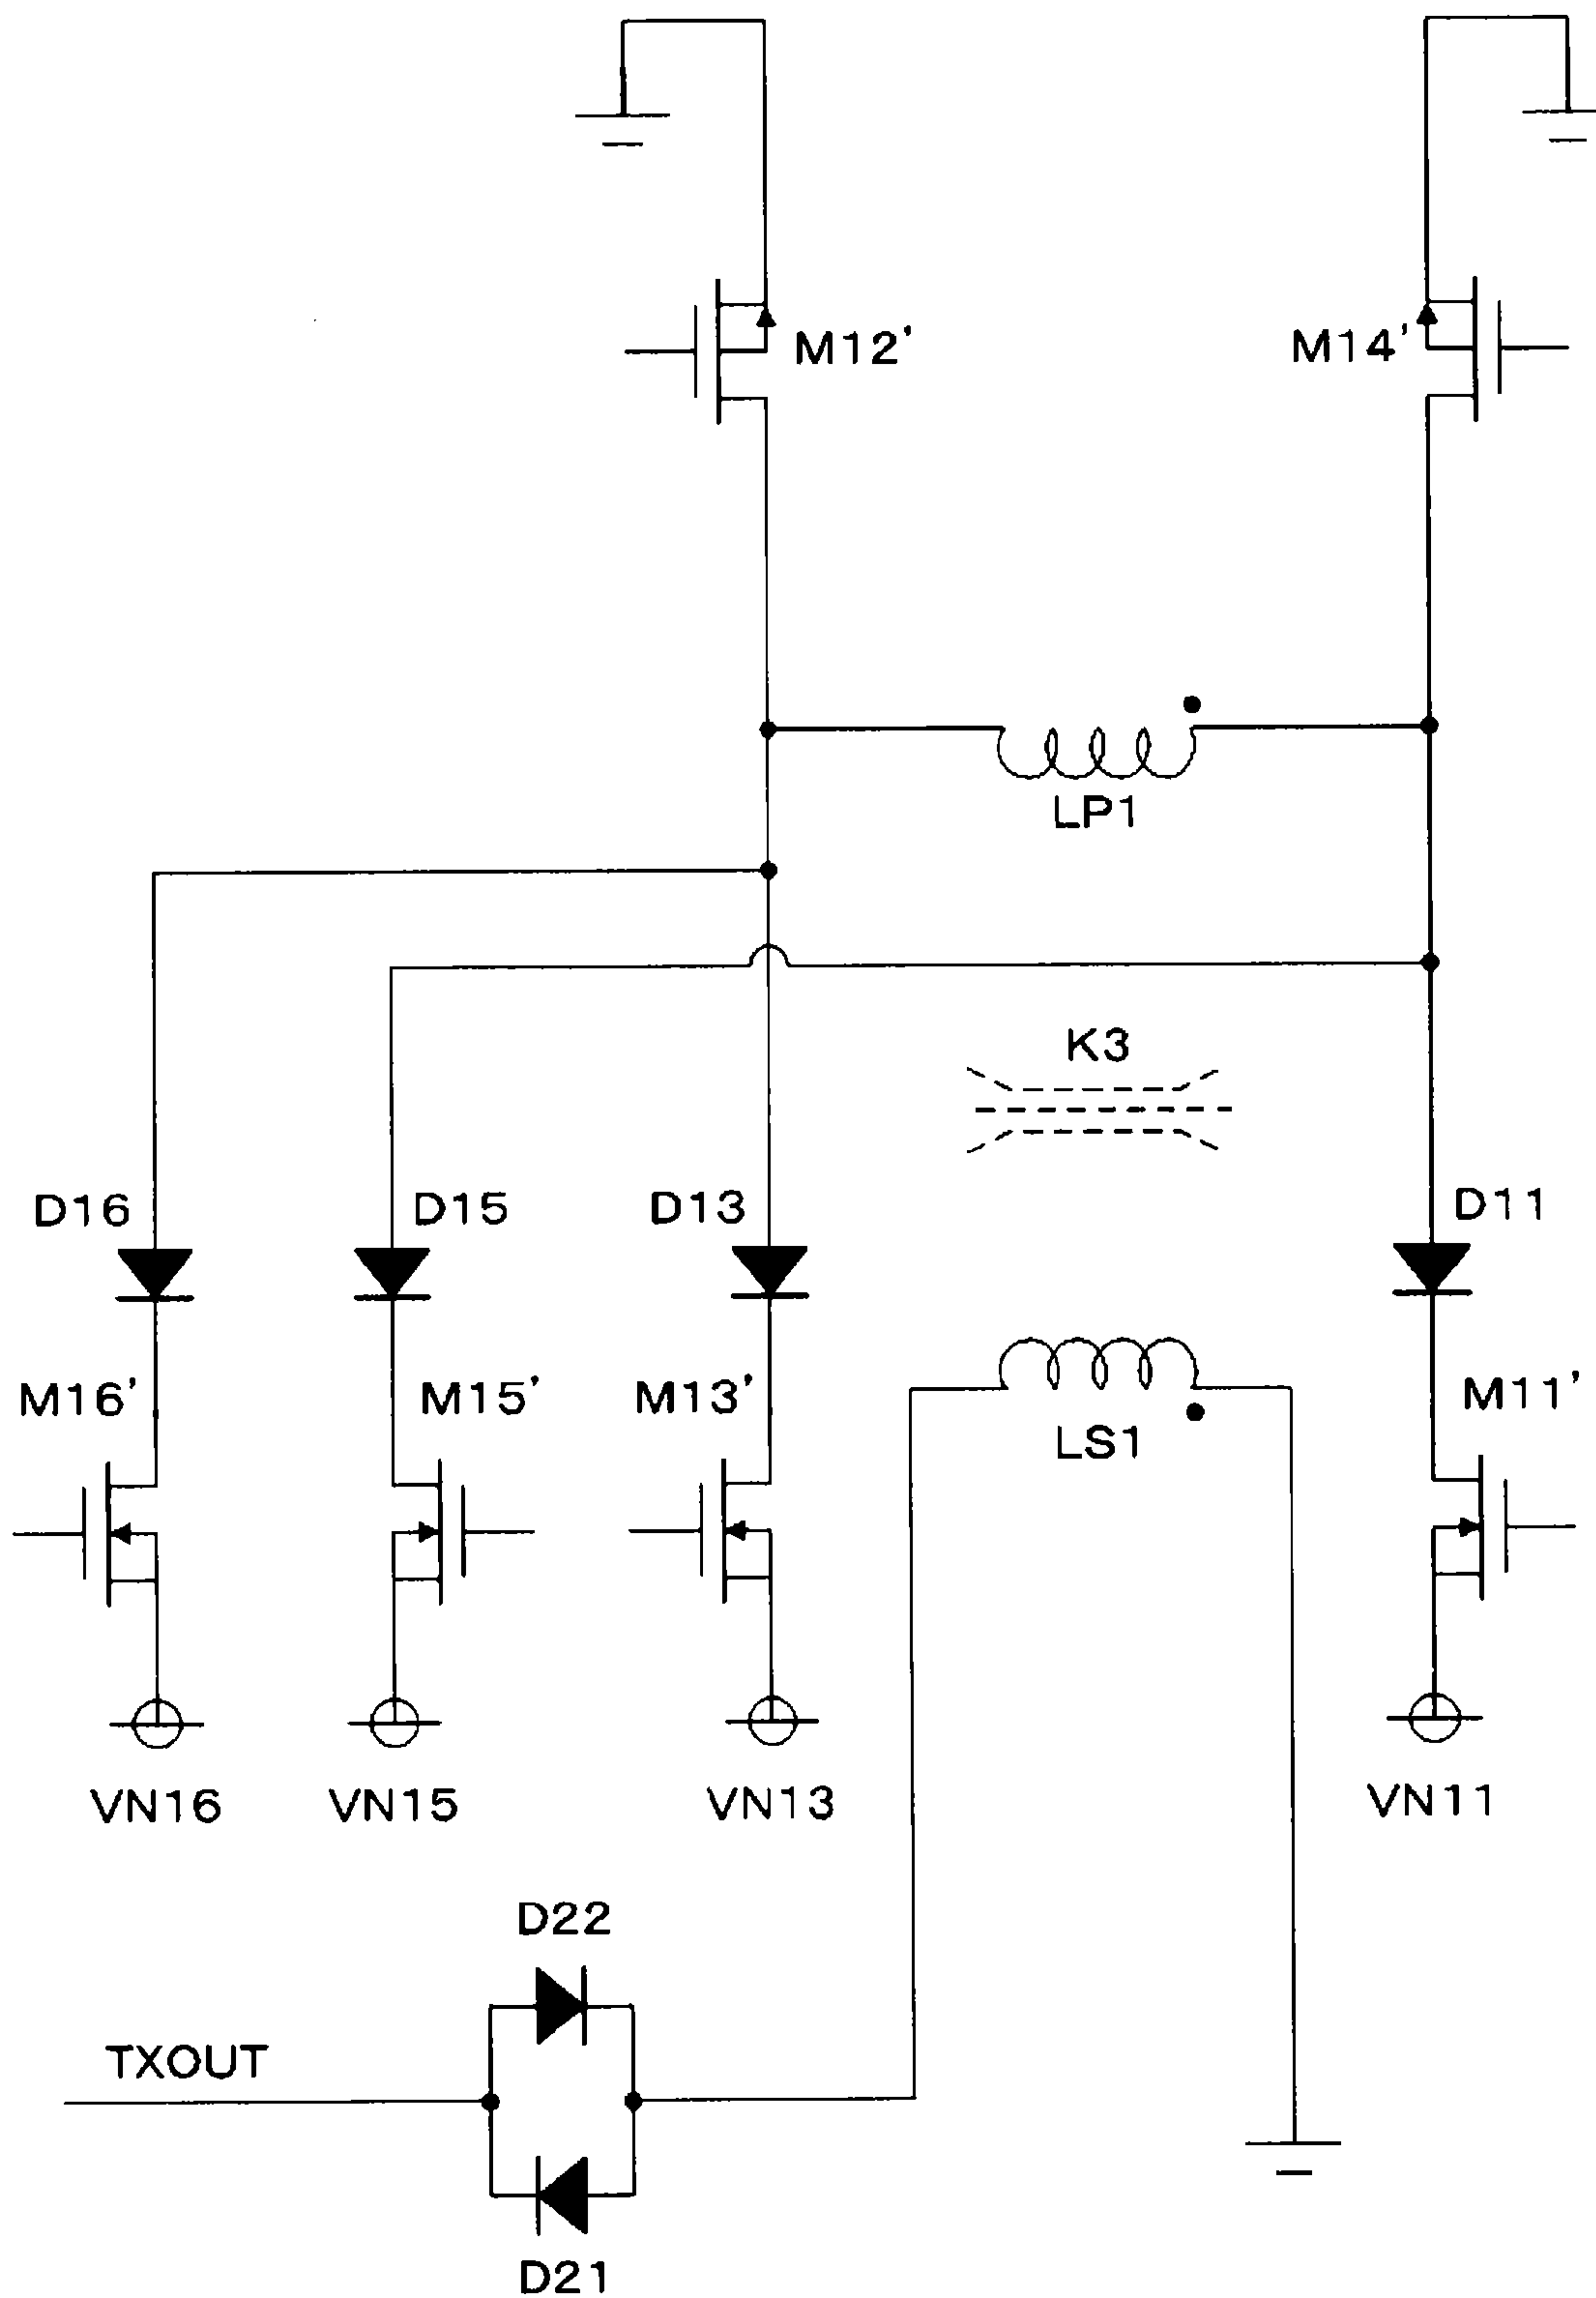 M12'
M14'
LP1
K3
D16
D15
D13
D11
M16'
M15'
M13'
M11'
LS1
VN16
VN15
VN13
VN11
D22
TXOUT
D21